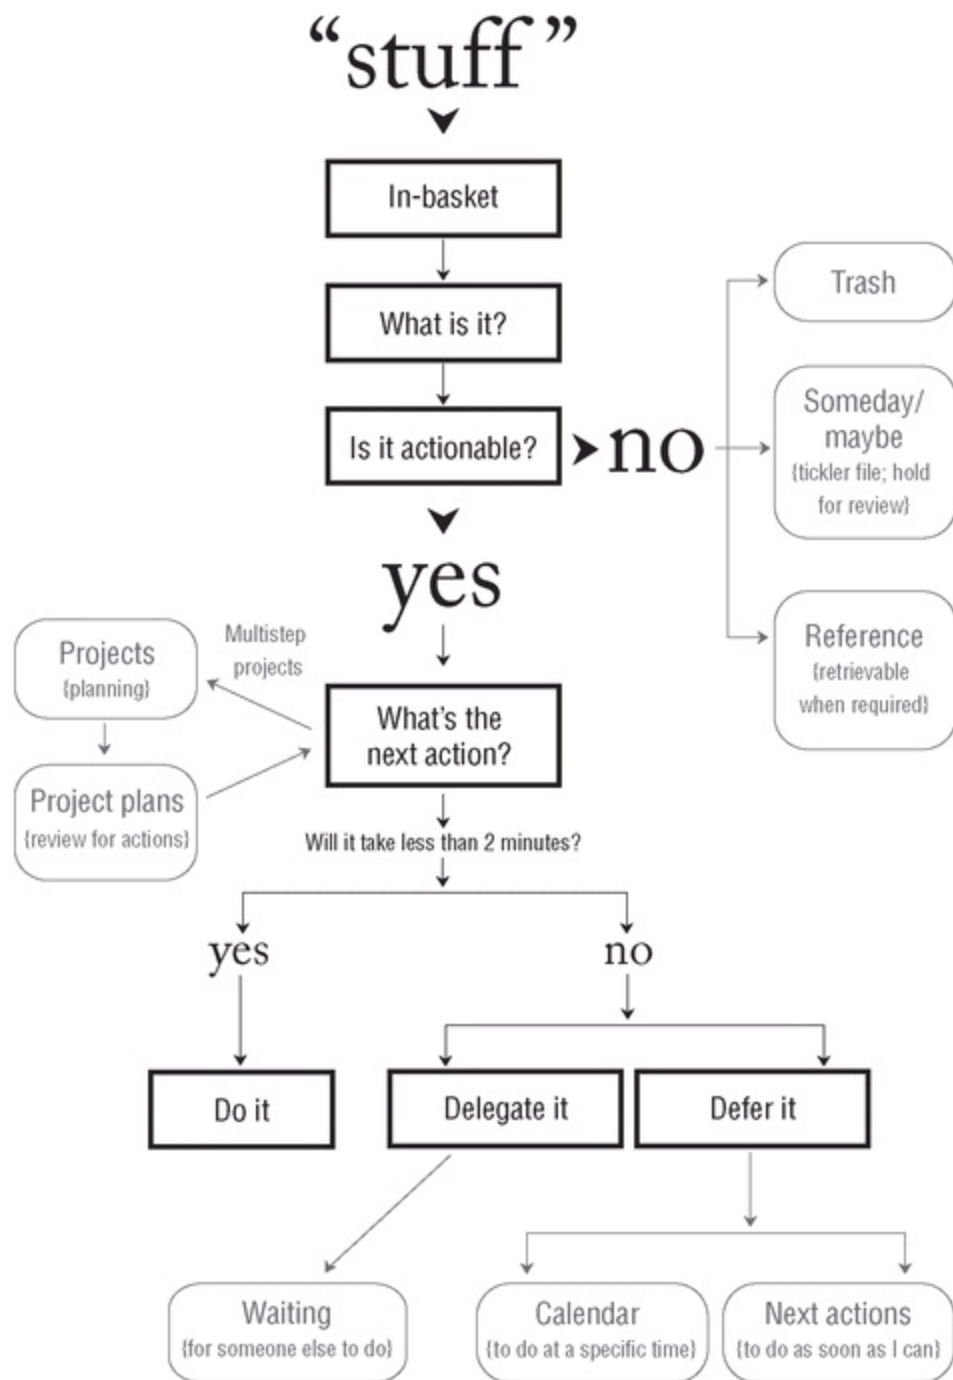 “stuff”
In-basket
What is it?
Is it actionable?
no
Trash
Someday/
maybe
{tickler file; hold
for review}
Reference
{retrievable
when required}
yes
Multistep
projects
Projects
{planning}
Project plans
{review for actions}
What’s the
next action?
Will it take less than 2 minutes?
yes
no
Do it
Delegate it
Defer it
Waiting
{for someone else to do}
Calendar
{to do at a specific time}
Next actions
{to do as soon as I can}